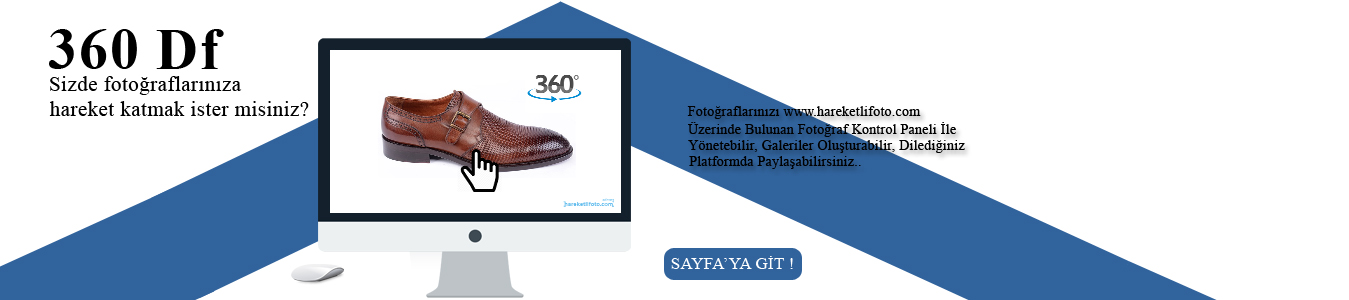 360 Df
Sizde fotoğraflarınıza
hareket katmak ister misiniz?
360°
hareketlifoto.com
Fotoğraflarınızı www.hareketlifoto.com
Üzerinde Bulunan Fotoğraf Kontrol Paneli İle
Yönetebilir, Galeriler Oluşturabilir, Dilediğiniz
Platformda Paylaşabilirsiniz..
SAYFA’YA GİT !